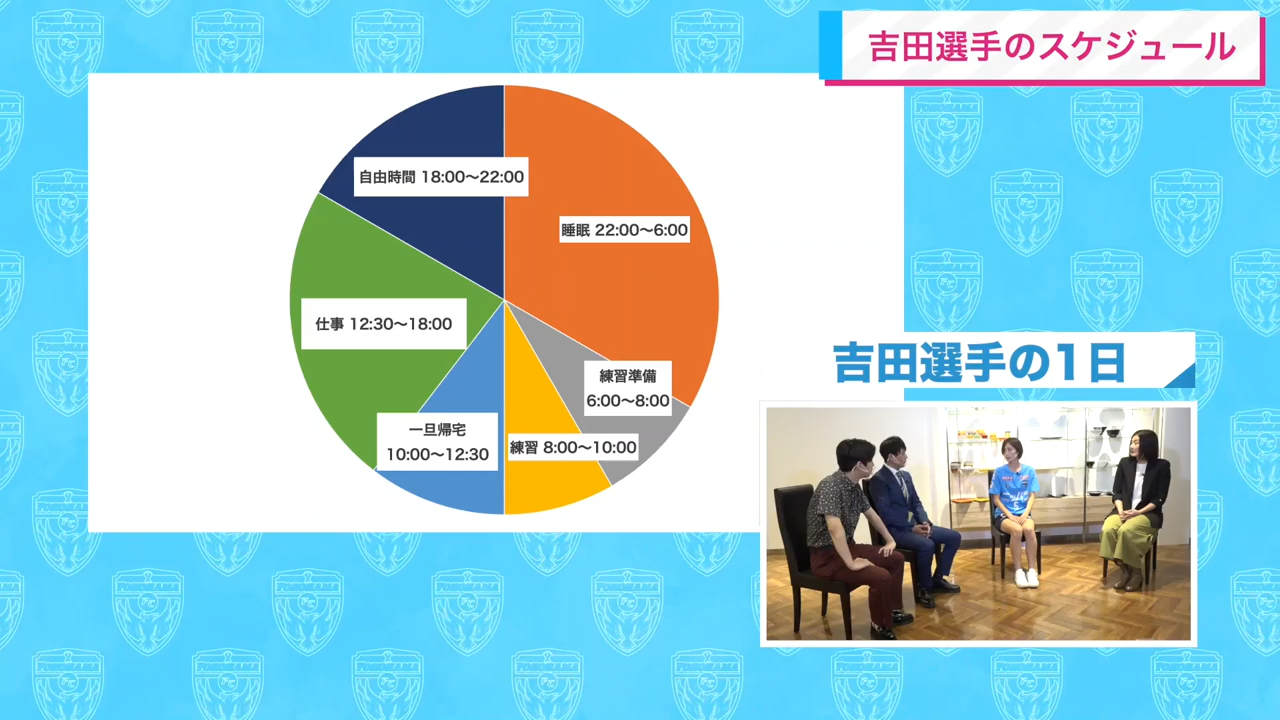 吉田選手のスケジュール
自由時間 18:00〜22:00
睡眠 22:00〜6:00
仕事 12:30〜18:00
練習準備
6:00〜8:00
一旦帰宅
10:00〜12:30
練習 8:00〜10:00
吉田選手の1日
YOKOHAMA
FC